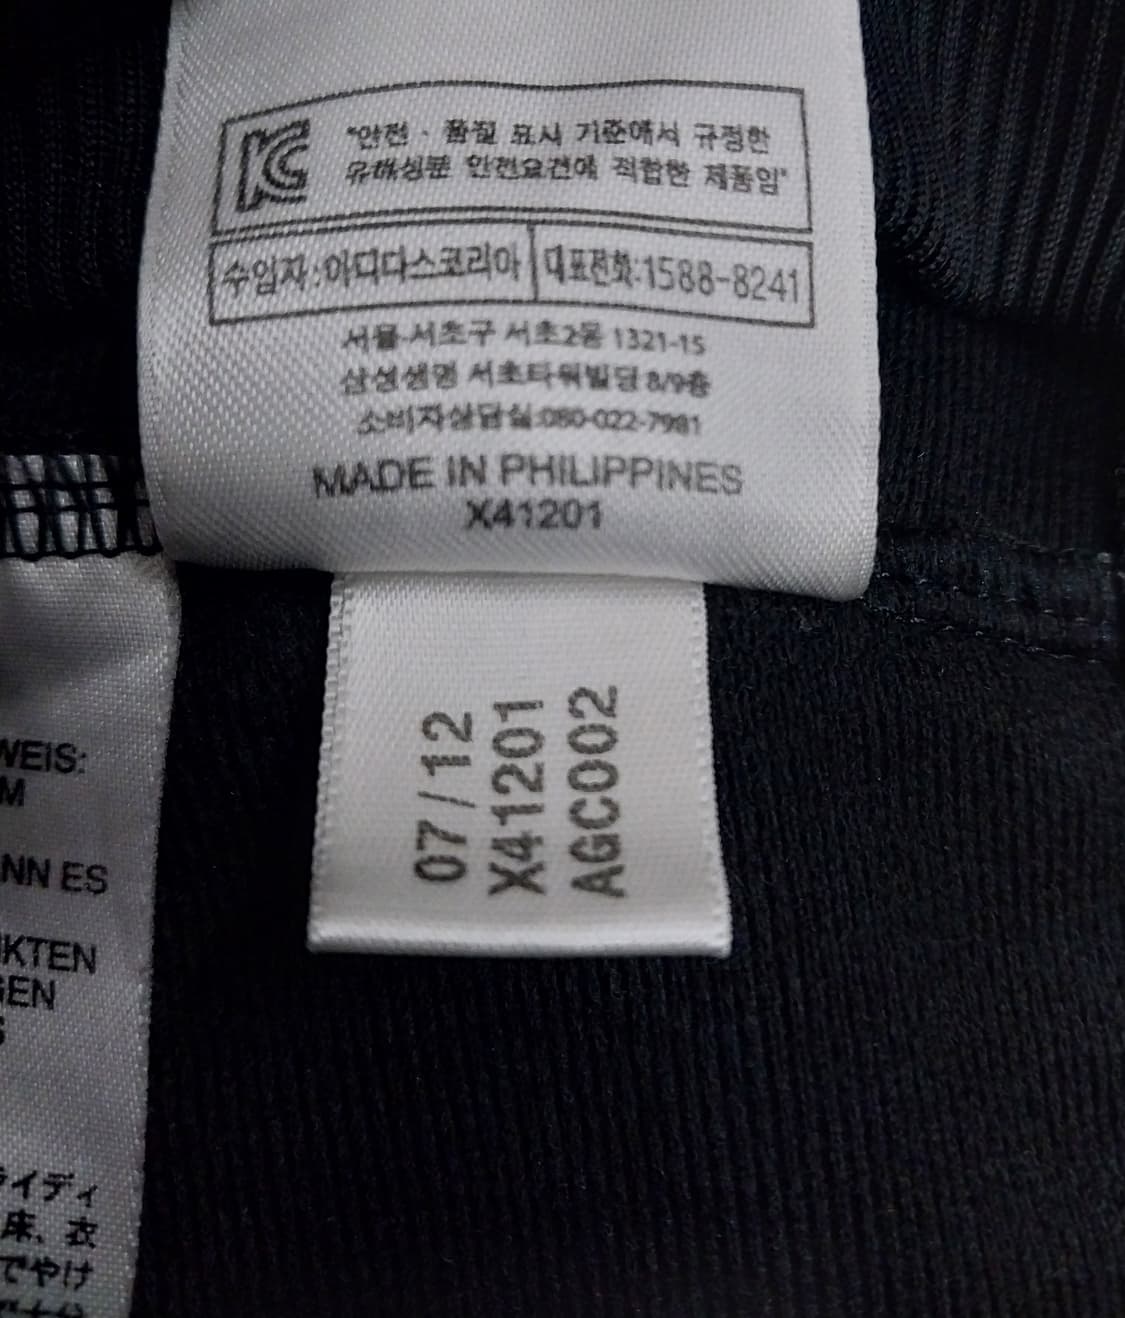 KC
"안전·품질 표시 기준에서 규정한
유해성분 안전요건에 적합한 제품임"
수입자:아디다스코리아
대표전화:1588-8241
서울 서초구 서초2동 1321-15
삼성생명 서초타워빌딩 8/9층
소비자상담실:080-022-7981
MADE IN PHILIPPINES
X41201
07/12
X41201
AGC002
WEIS:
M
NN ES
KTEN
GEN
S
ライディ
床、衣
でやけ